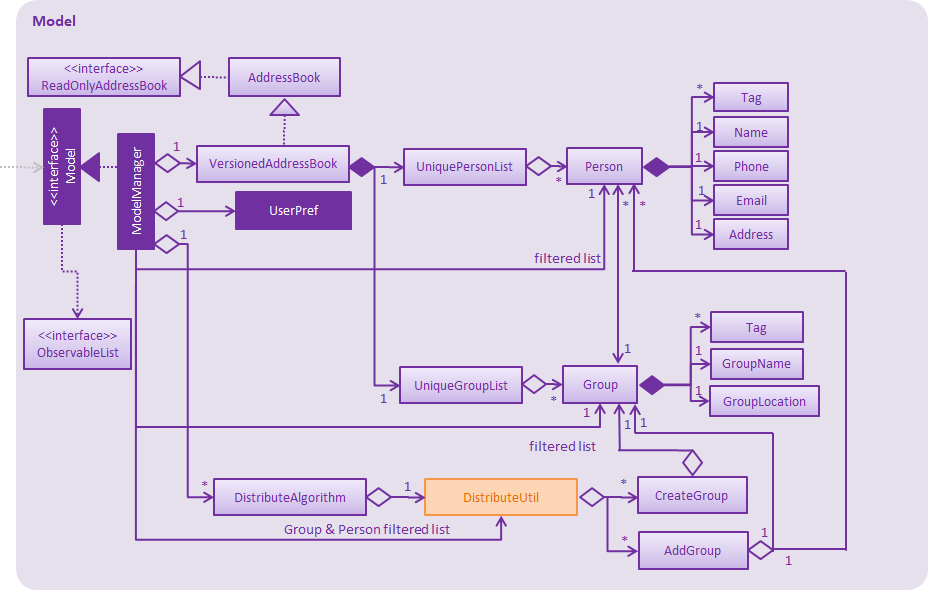 Model
<<interface>>
ReadOnlyAddressBook
AddressBook
<<interface>>
Model
ModelManager
1
VersionedAddressBook
1
UniquePersonList
*
Person
*
Tag
1
Name
1
Phone
1
Email
1
Address
1
UserPref
1
1
*
*
filtered list
<<interface>>
ObservableList
1
UniqueGroupList
*
Group
1
*
Tag
1
GroupName
1
GroupLocation
1
1
1
filtered list
*
DistributeAlgorithm
1
DistributeUtil
*
CreateGroup
Group & Person filtered list
*
AddGroup
1
1